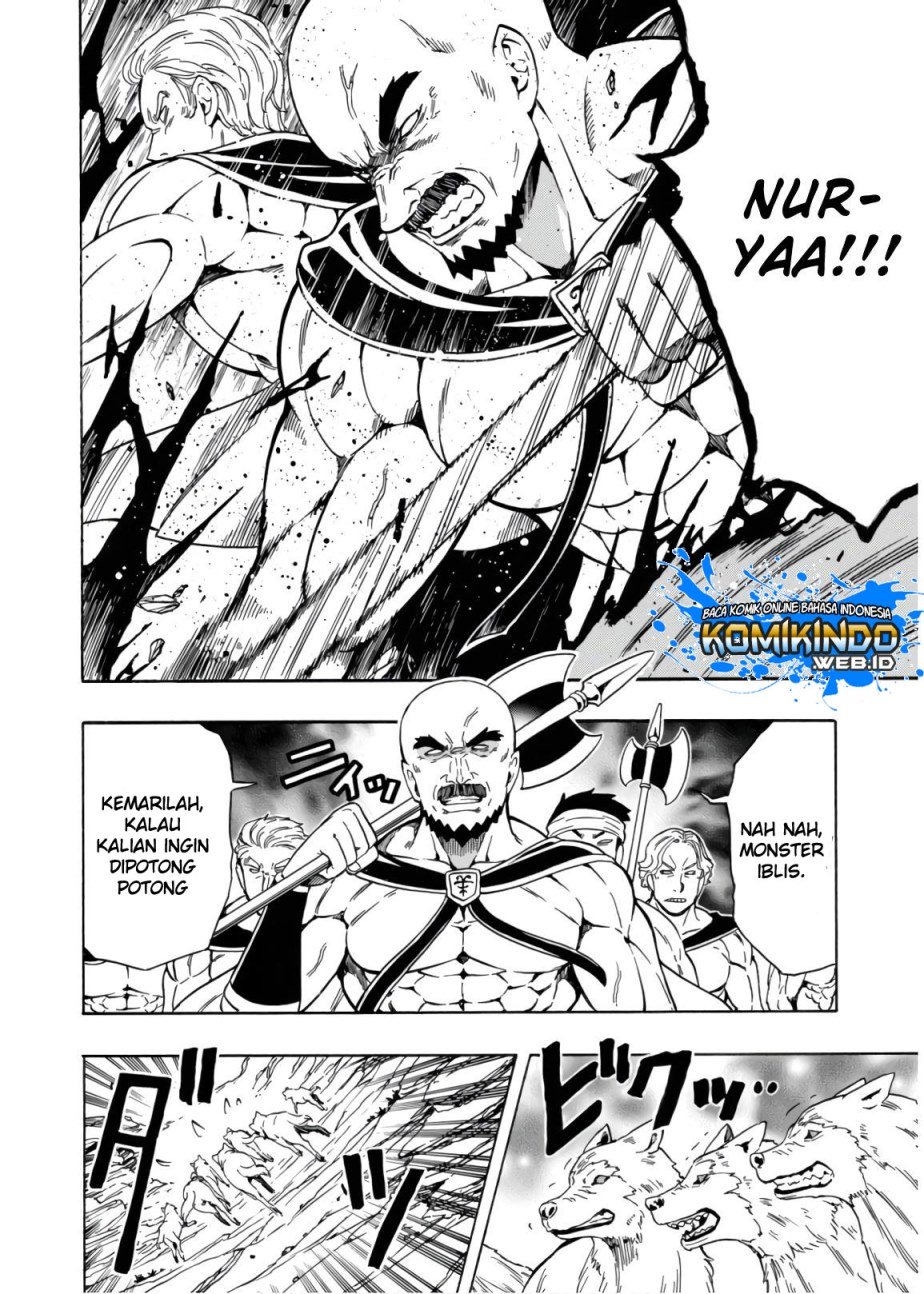 NUR-
YAA!!!
BACA KOMIK ONLINE BAHASA INDONESIA
KOMIKINDO
WEB.ID
NAH NAH,
MONSTER
IBLIS.
ニィッ
KEMARILAH,
KALAU
KALIAN INGIN
DIPOTONG
POTONG
ビクッ‥
ダッ